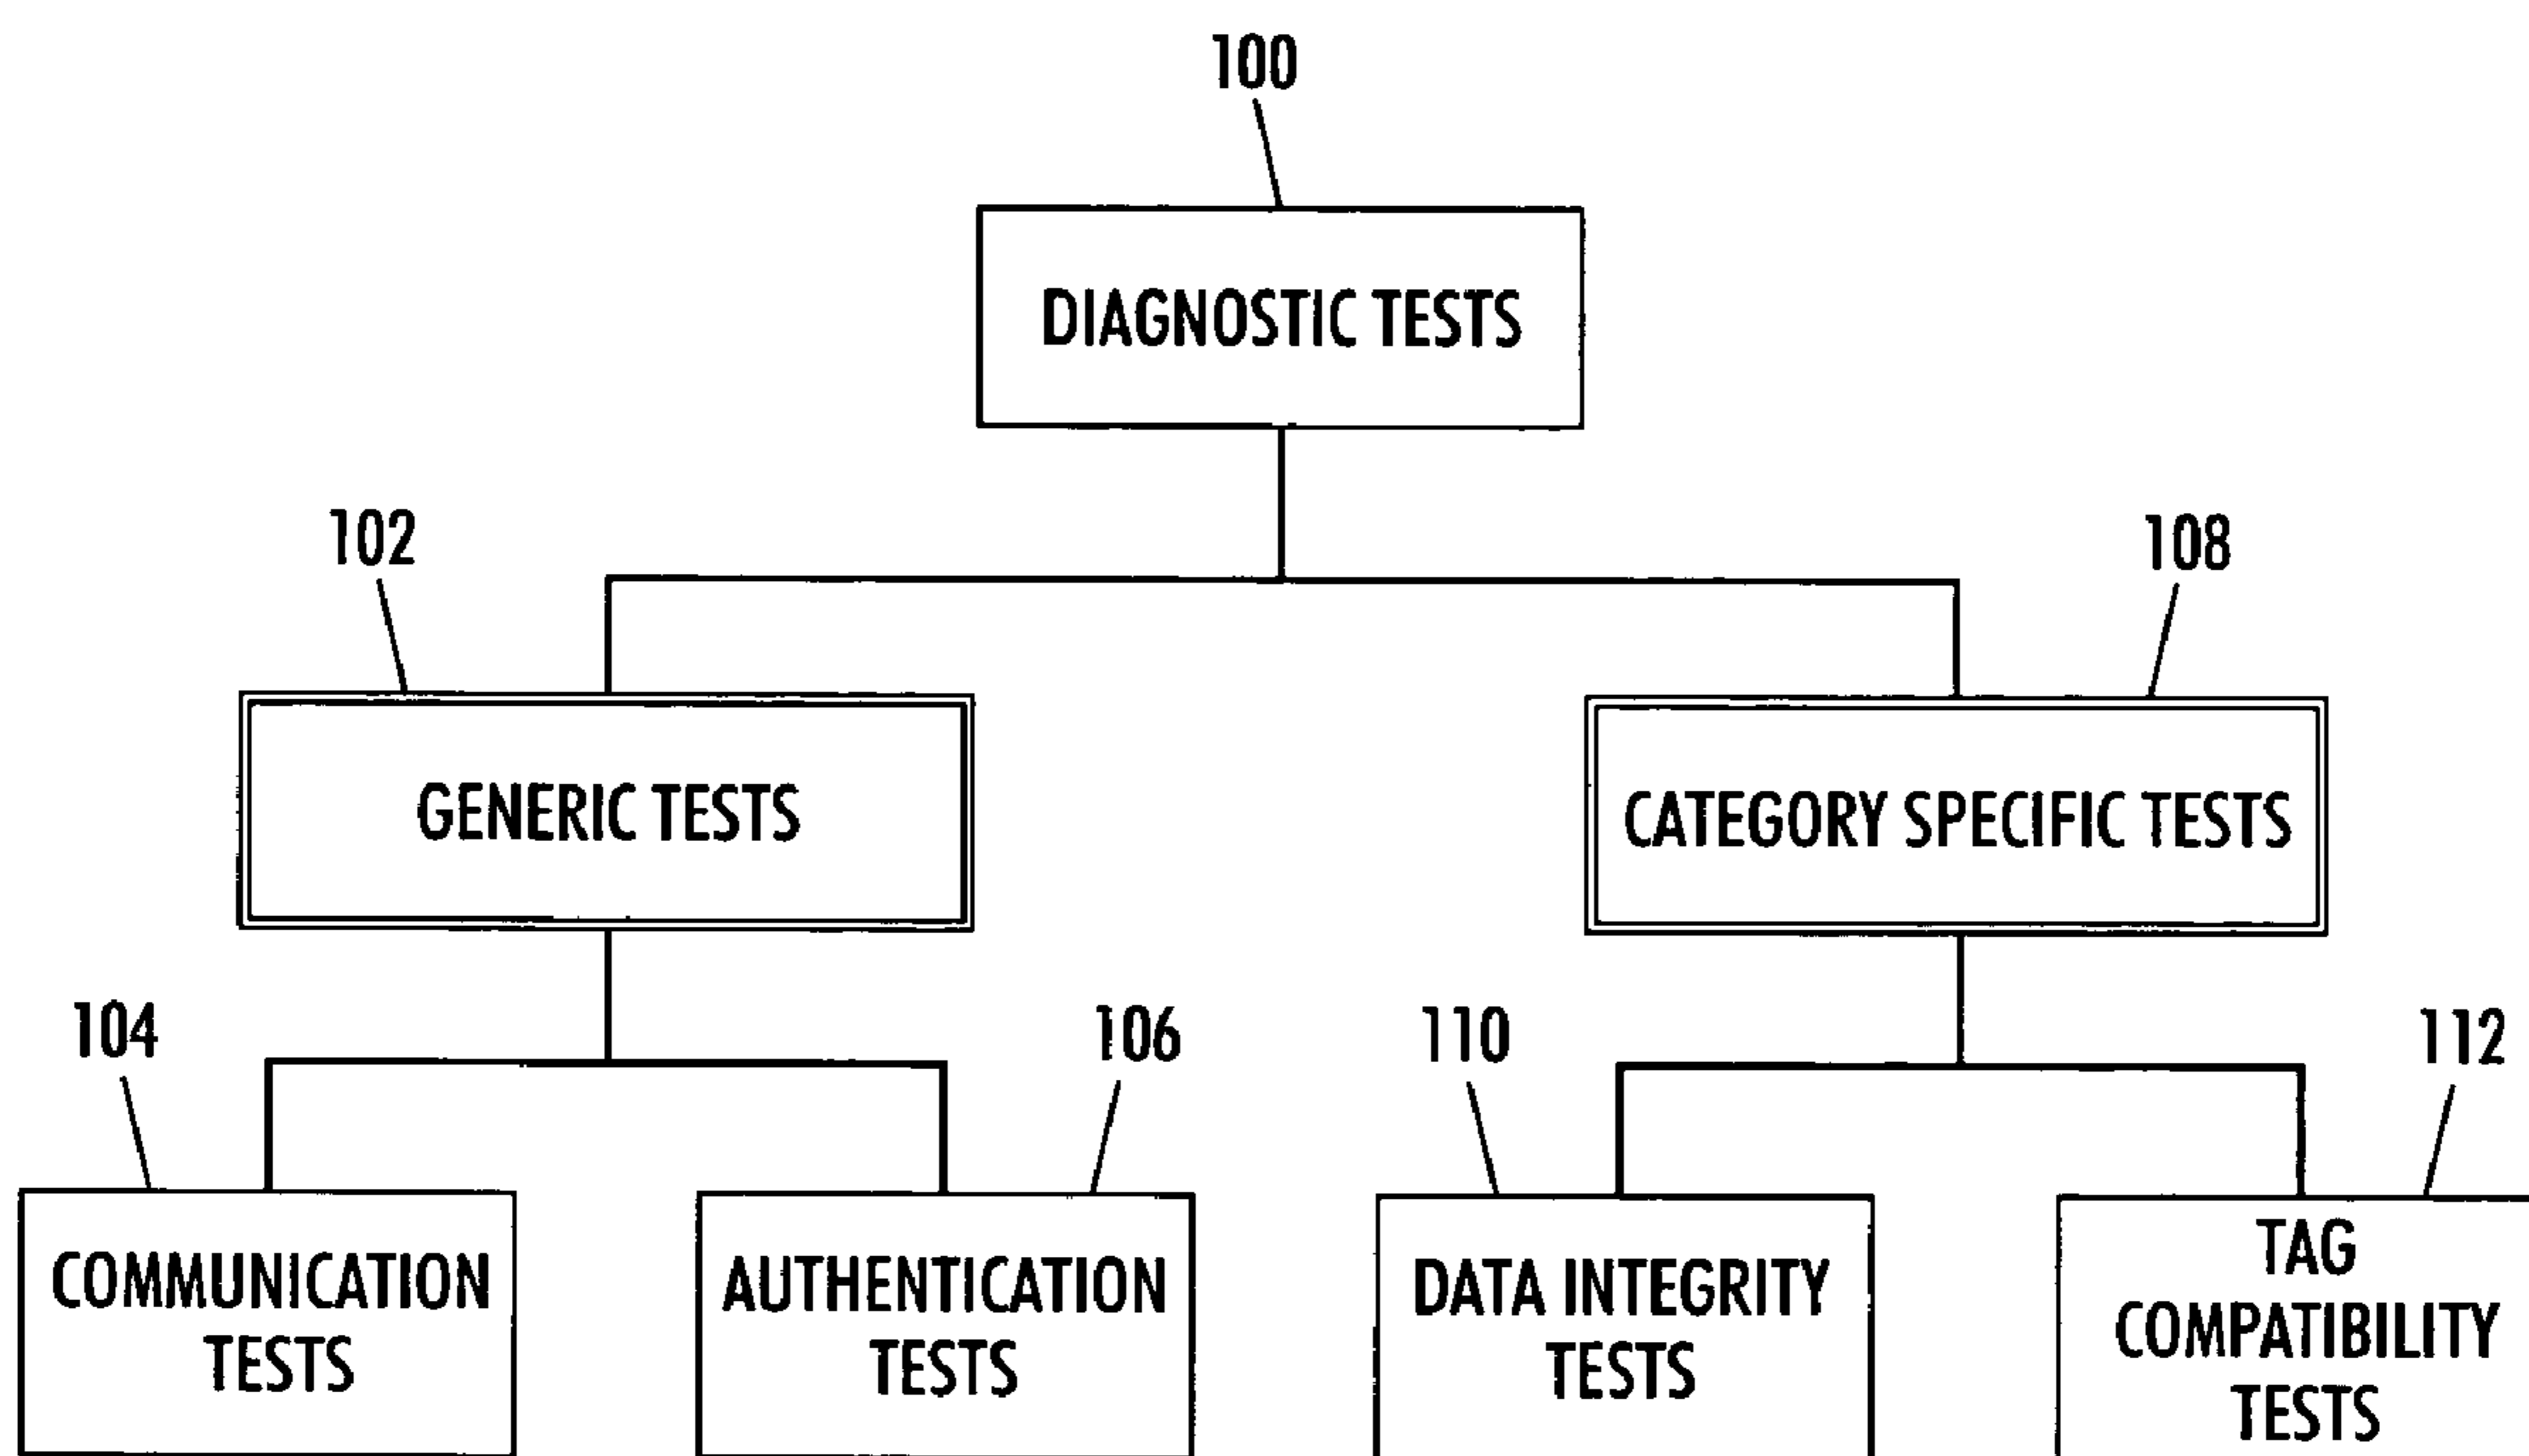 100
DIAGNOSTIC TESTS
102
108
GENERIC TESTS
CATEGORY SPECIFIC TESTS
104
106
110
112
COMMUNICATION
TESTS
AUTHENTICATION
TESTS
DATA INTEGRITY
TESTS
TAG
COMPATIBILITY
TESTS